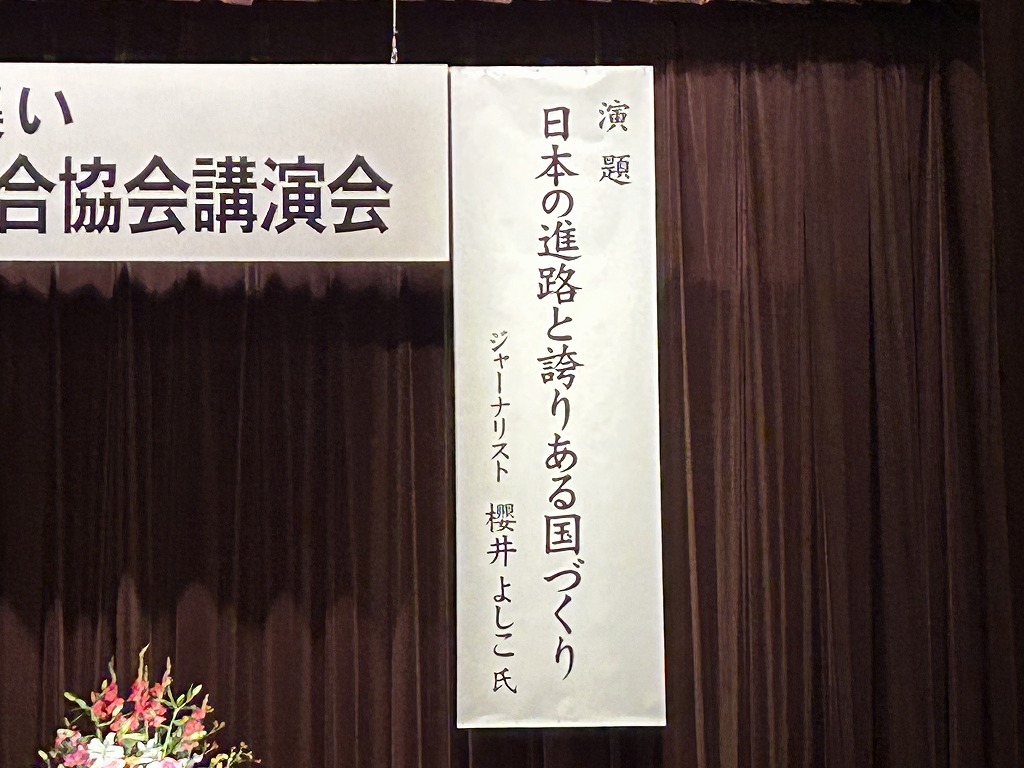 い
合協会講演会
演題
日本の進路と誇りある国づくり
ジャーナリスト 櫻井よしこ 氏